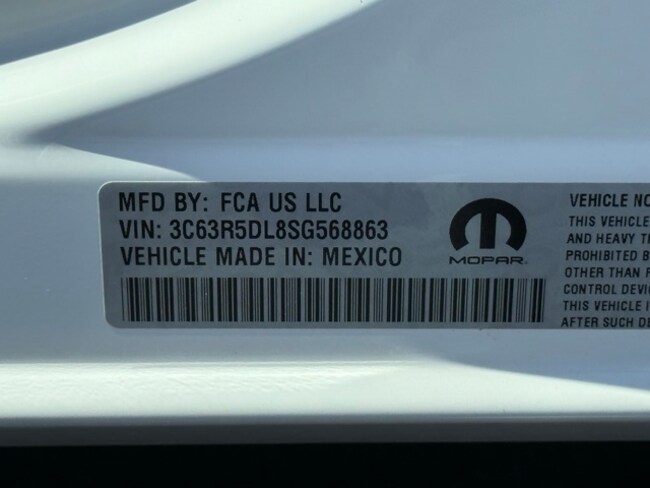 MFD BY: FCA US LLC
VIN: 3C63R5DL8SG568863
VEHICLE MADE IN: MEXICO
MOPAR
VEHICLE
THIS VEHICLE
AND HEAVY
PROHIBITED
OTHER THAN
CONTROL
THIS VEHICLE
AFTER SUCH